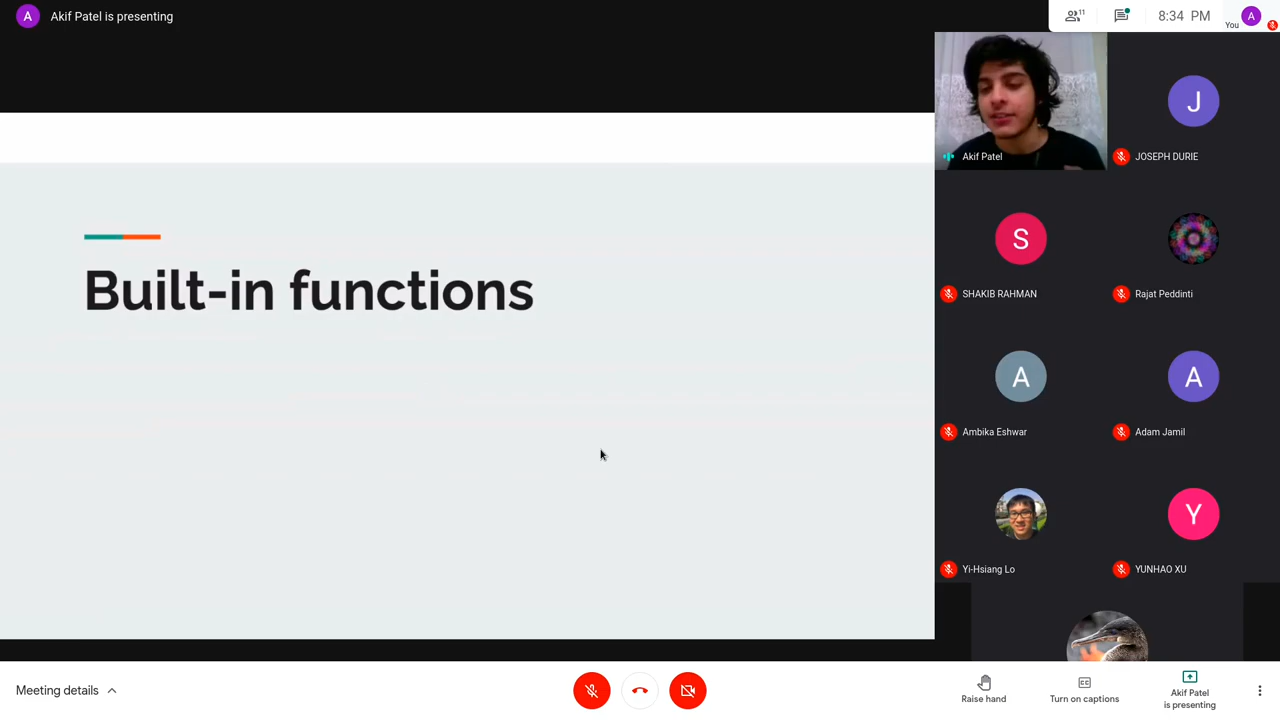 A Akif Patel is presenting
11
8:34 PM
You A
Built-in functions
Akif Patel
J
JOSEPH DURIE
S
SHAKIB RAHMAN
Rajat Peddinti
A
Ambika Eshwar
A
Adam Jamil
Yi-Hsiang Lo
Y
YUNHAO XU
Meeting details
Raise hand
CC
Turn on captions
Akif Patel
is presenting